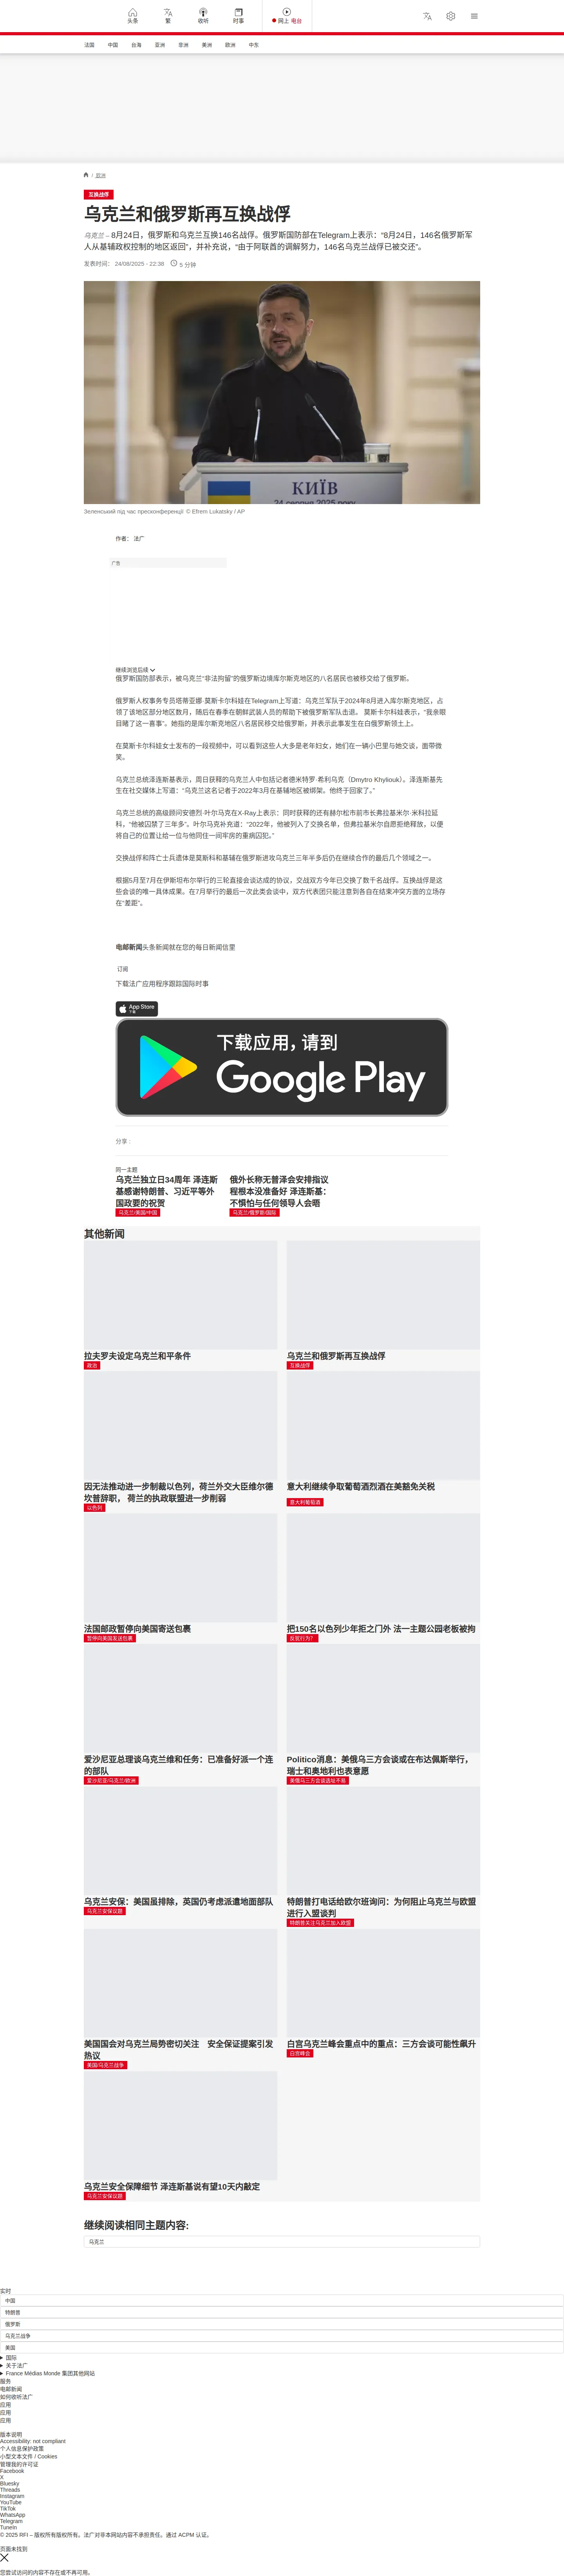 头条
繁
收听
时事
网上 电台
法国
中国
台海
亚洲
非洲
美洲
欧洲
中东
/ 欧洲
互换战俘
乌克兰和俄罗斯再互换战俘
乌克兰 – 8月24日，俄罗斯和乌克兰互换146名战俘。俄罗斯国防部在Telegram上表示：“8月24日，146名俄罗斯军
人从基辅政权控制的地区返回”，并补充说，“由于阿联酋的调解努力，146名乌克兰战俘已被交还”。
发表时间： 24/08/2025 - 22:38
5 分钟
КИЇВ
24 серпня 2025 року
Зеленський під час пресконференції © Efrem Lukatsky / AP
作者： 法广
广告
继续浏览后续
俄罗斯国防部表示，被乌克兰“非法拘留”的俄罗斯边境库尔斯克地区的八名居民也被移交给了俄罗斯。
俄罗斯人权事务专员塔蒂亚娜·莫斯卡尔科娃在Telegram上写道：乌克兰军队于2024年8月进入库尔斯克地区，占
领了该地区部分地区数月，随后在春季在朝鲜武装人员的帮助下被俄罗斯军队击退。 莫斯卡尔科娃表示，“我亲眼
目睹了这一喜事”。她指的是库尔斯克地区八名居民移交给俄罗斯，并表示此事发生在白俄罗斯领土上。
在莫斯卡尔科娃女士发布的一段视频中，可以看到这些人大多是老年妇女，她们在一辆小巴里与她交谈，面带微
笑。
乌克兰总统泽连斯基表示，周日获释的乌克兰人中包括记者德米特罗·希利乌克（Dmytro Khyliouk）。泽连斯基先
生在社交媒体上写道：“乌克兰这名记者于2022年3月在基辅地区被绑架。他终于回家了。”
乌克兰总统的高级顾问安德烈·叶尔马克在X-Ray上表示：同时获释的还有赫尔松市前市长弗拉基米尔·米科拉延
科，“他被囚禁了三年多”。叶尔马克补充道：“2022年，他被列入了交换名单，但弗拉基米尔自愿拒绝释放，以便
将自己的位置让给一位与他同住一间牢房的重病囚犯。”
交换战俘和阵亡士兵遗体是莫斯科和基辅在俄罗斯进攻乌克兰三年半多后仍在继续合作的最后几个领域之一。
根据5月至7月在伊斯坦布尔举行的三轮直接会谈达成的协议，交战双方今年已交换了数千名战俘。互换战俘是这
些会谈的唯一具体成果。在7月举行的最后一次此类会谈中，双方代表团只能注意到各自在结束冲突方面的立场存
在“差距”。
电邮新闻头条新闻就在您的每日新闻信里
订阅
下载法广应用程序跟踪国际时事
App Store
下载
下载应用，请到
Google Play
分享 :
同一主题
乌克兰独立日34周年 泽连斯
基感谢特朗普、习近平等外
国政要的祝贺
乌克兰/美国/中国
俄外长称无普泽会安排指议
程根本没准备好 泽连斯基：
不惧怕与任何领导人会晤
乌克兰/俄罗斯/国际
其他新闻
拉夫罗夫设定乌克兰和平条件
政治
乌克兰和俄罗斯再互换战俘
互换战俘
因无法推动进一步制裁以色列，荷兰外交大臣维尔德
坎普辞职， 荷兰的执政联盟进一步削弱
以色列
意大利继续争取葡萄酒烈酒在美豁免关税
意大利葡萄酒
法国邮政暂停向美国寄送包裹
暂停向美国发送包裹
把150名以色列少年拒之门外 法一主题公园老板被拘
反犹行为?
爱沙尼亚总理谈乌克兰维和任务：已准备好派一个连
的部队
爱沙尼亚/乌克兰/欧洲
Politico消息：美俄乌三方会谈或在布达佩斯举行，
瑞士和奥地利也表意愿
美俄乌三方会谈选址不易
乌克兰安保：美国虽排除，英国仍考虑派遣地面部队
乌克兰安保议题
特朗普打电话给欧尔班询问：为何阻止乌克兰与欧盟
进行入盟谈判
特朗普关注乌克兰加入欧盟
美国国会对乌克兰局势密切关注 安全保证提案引发
热议
美国/乌克兰战争
白宫乌克兰峰会重点中的重点：三方会谈可能性飙升
白宫峰会
乌克兰安全保障细节 泽连斯基说有望10天内敲定
乌克兰安保议题
继续阅读相同主题内容:
乌克兰
实时
中国
特朗普
俄罗斯
乌克兰战争
美国
国际
关于法广
France Médias Monde 集团其他网站
服务
电邮新闻
如何收听法广
应用
应用
应用
版本说明
Accessibility: not compliant
个人信息保护政策
小型文本文件 / Cookies
管理我的许可证
Facebook
X
Bluesky
Threads
Instagram
YouTube
TikTok
WhatsApp
Telegram
TuneIn
© 2025 RFI – 版权所有版权所有。法广对非本网站内容不承担责任。通过 ACPM 认证。
页面未找到
您尝试访问的内容不存在或不再可用。